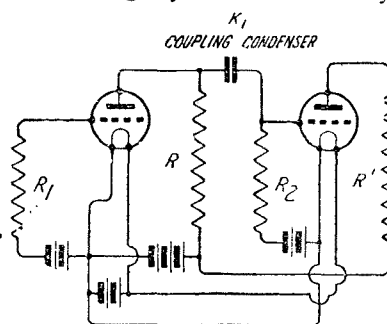 K₁
COUPLING CONDENSER
R₁
R
R₂
R'